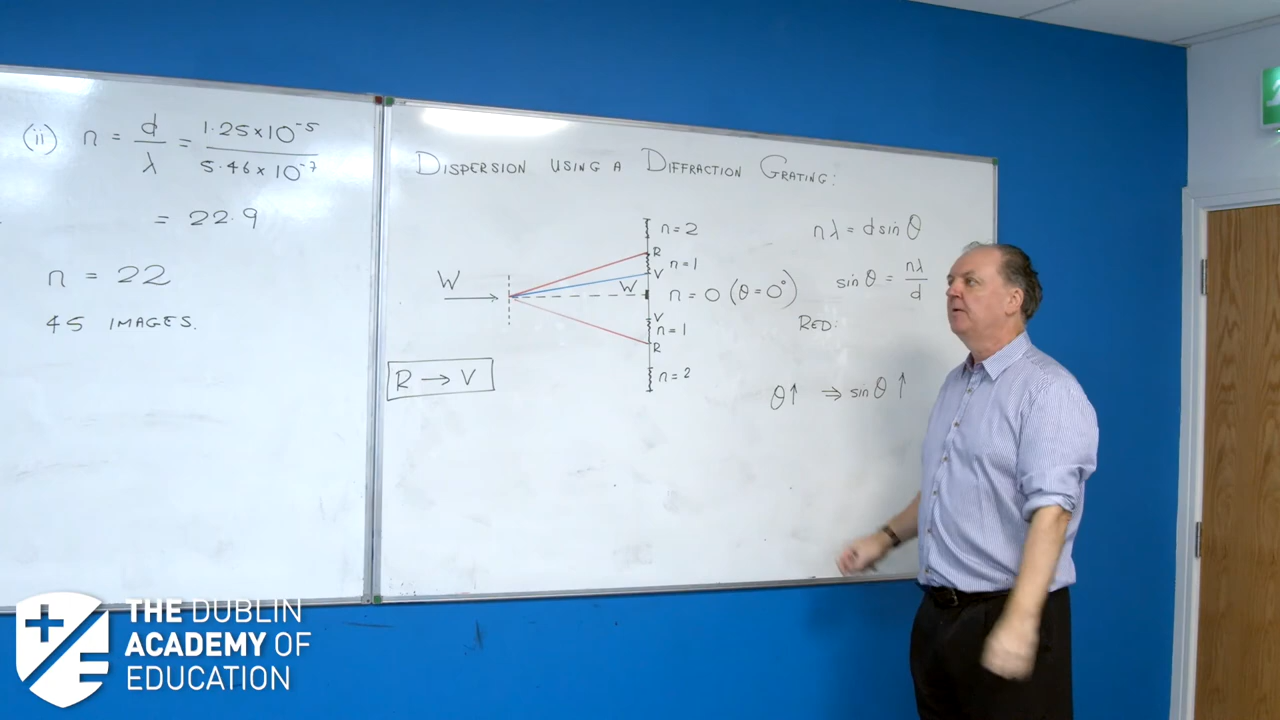 (ii) n = d/λ = 1.25×10⁻⁵/5.46×10⁻⁷
= 22.9
n = 22
45 IMAGES.
DISPERSION USING A DIFFRACTION GRATING:
n=2
R
n=1
V
W
W
n=0 (θ=0°)
V
n=1
R
n=2
R → V
nλ = d sin θ
sin θ = nλ/d
RED:
θ↑ ⇒ sin θ ↑
THE DUBLIN
ACADEMY OF
EDUCATION